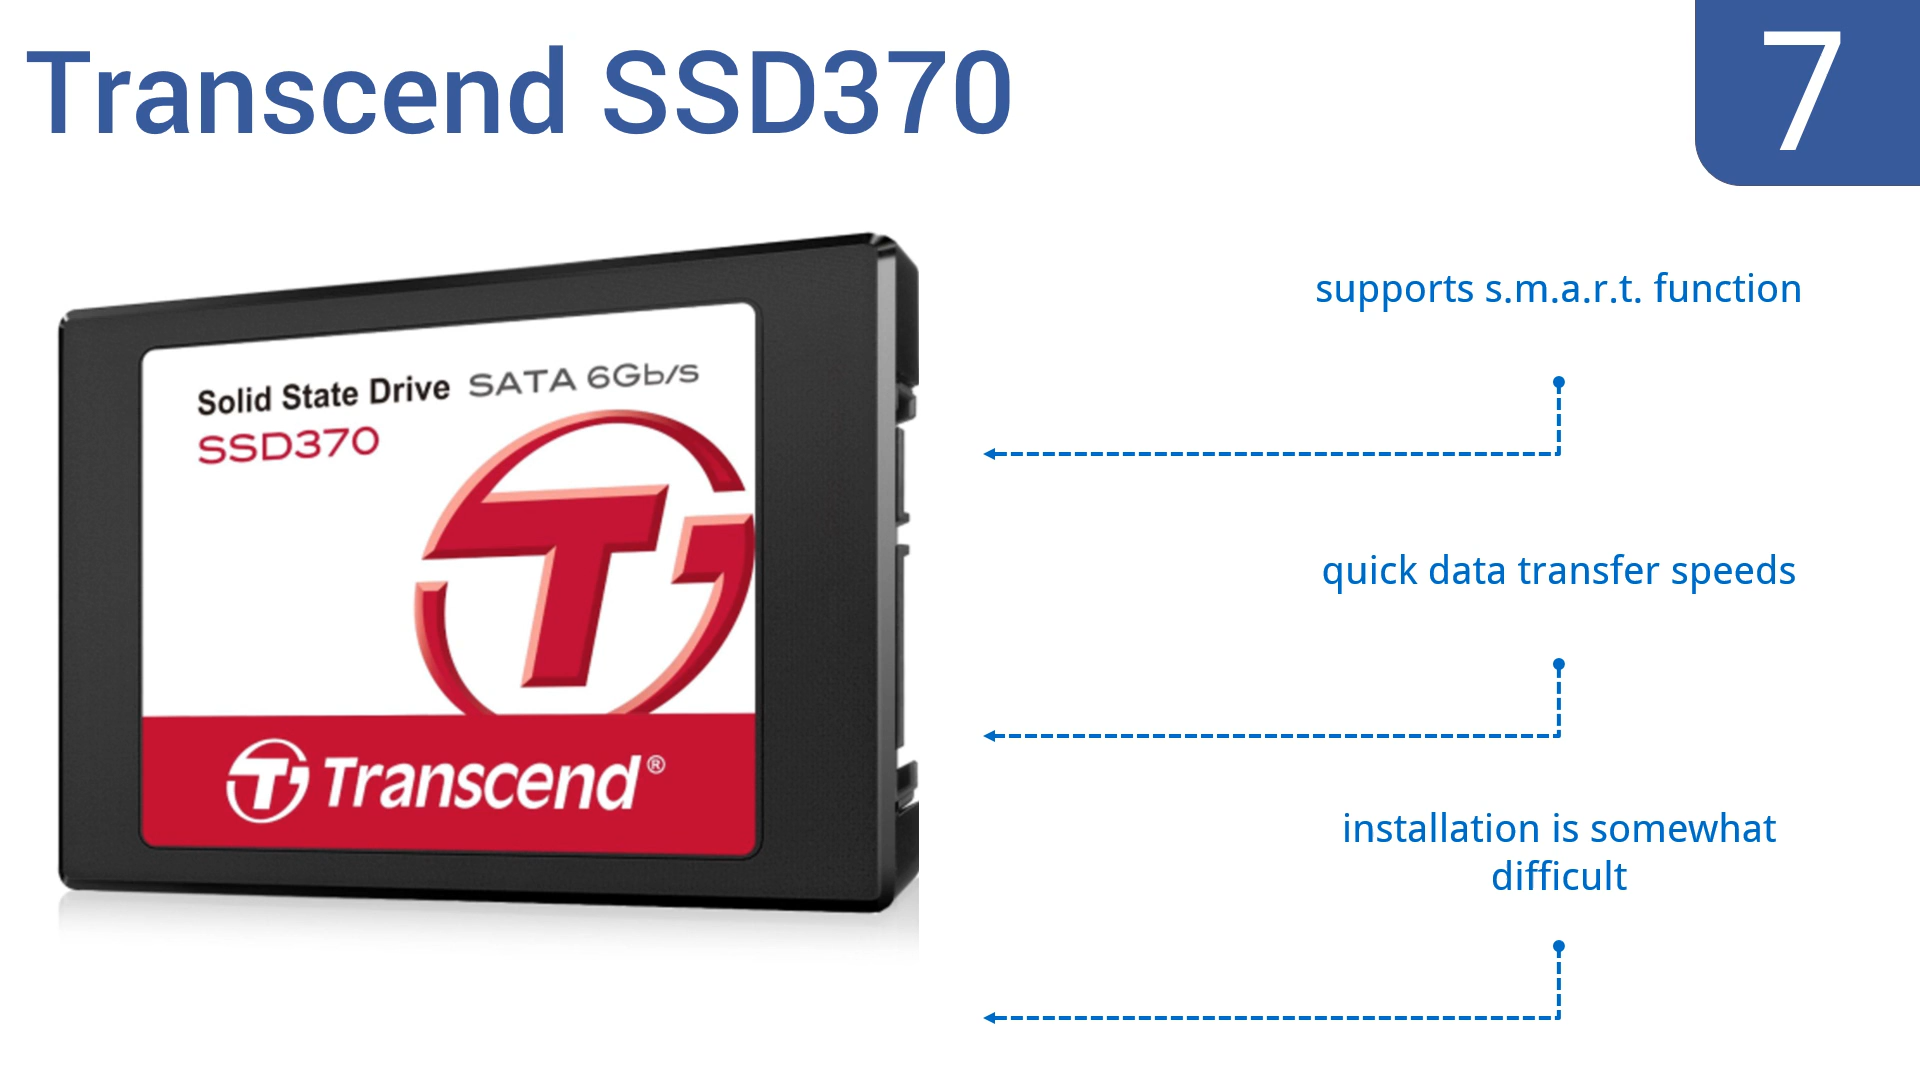 Transcend SSD370
7
Solid State Drive SATA 6Gb/s
SSD370
Transcend®
supports s.m.a.r.t. function
quick data transfer speeds
installation is somewhat
difficult